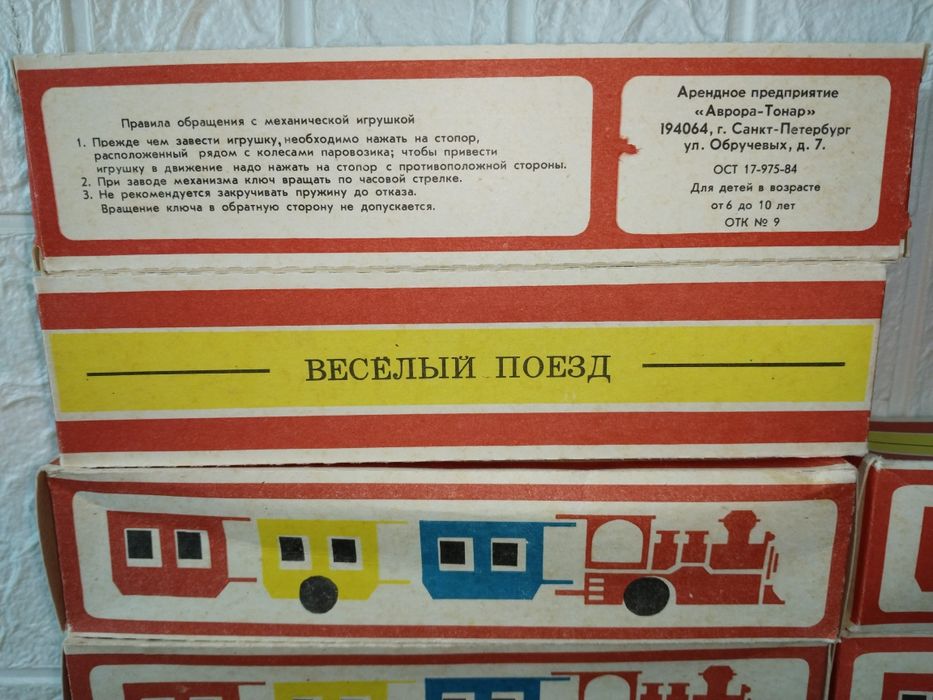 Правила обращения с механической игрушкой
1. Прежде чем завести игрушку, необходимо нажать на стопор,
расположенный рядом с колесами паровозика; чтобы привести
игрушку в движение надо нажать на стопор с противоположной стороны.
2. При заводе механизма ключ вращать по часовой стрелке.
3. Не рекомендуется закручивать пружину до отказа.
Вращение ключа в обратную сторону не допускается.
Арендное предприятие
«Аврора-Тонар»
194064, г. Санкт-Петербург
ул. Обручевых, д. 7.
ОСТ 17-975-84
Для детей в возрасте
от 6 до 10 лет
ОТК № 9
ВЕСЁЛЫЙ ПОЕЗД